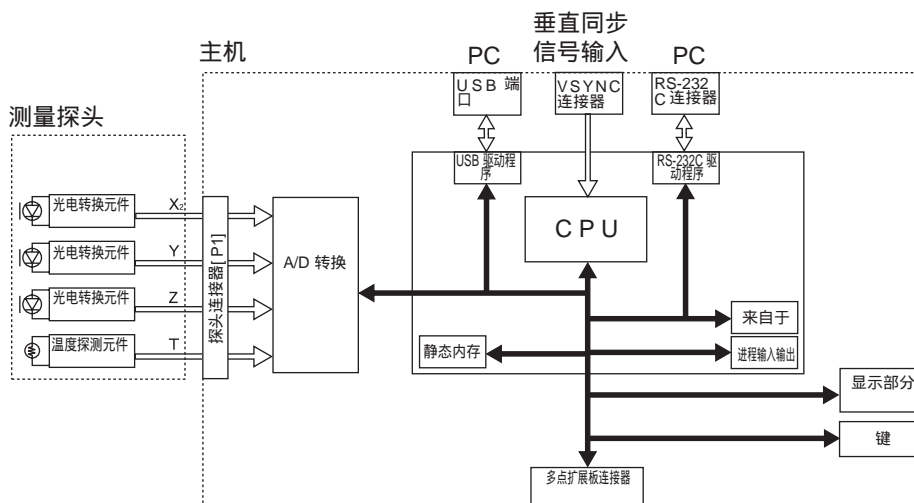 垂直同步
信号输入
主机
PC
PC
USB 端
口
VSYNC
连接器
RS-232
C 连接器
测量探头
USB 驱动程
序
RS-232C 驱
动程序
光电转换元件
X₂
光电转换元件
Y
光电转换元件
Z
温度探测元件
T
探头连接器[ P1]
A/D 转换
CPU
来自于
静态内存
进程输入输出
显示部分
键
多点扩展板连接器